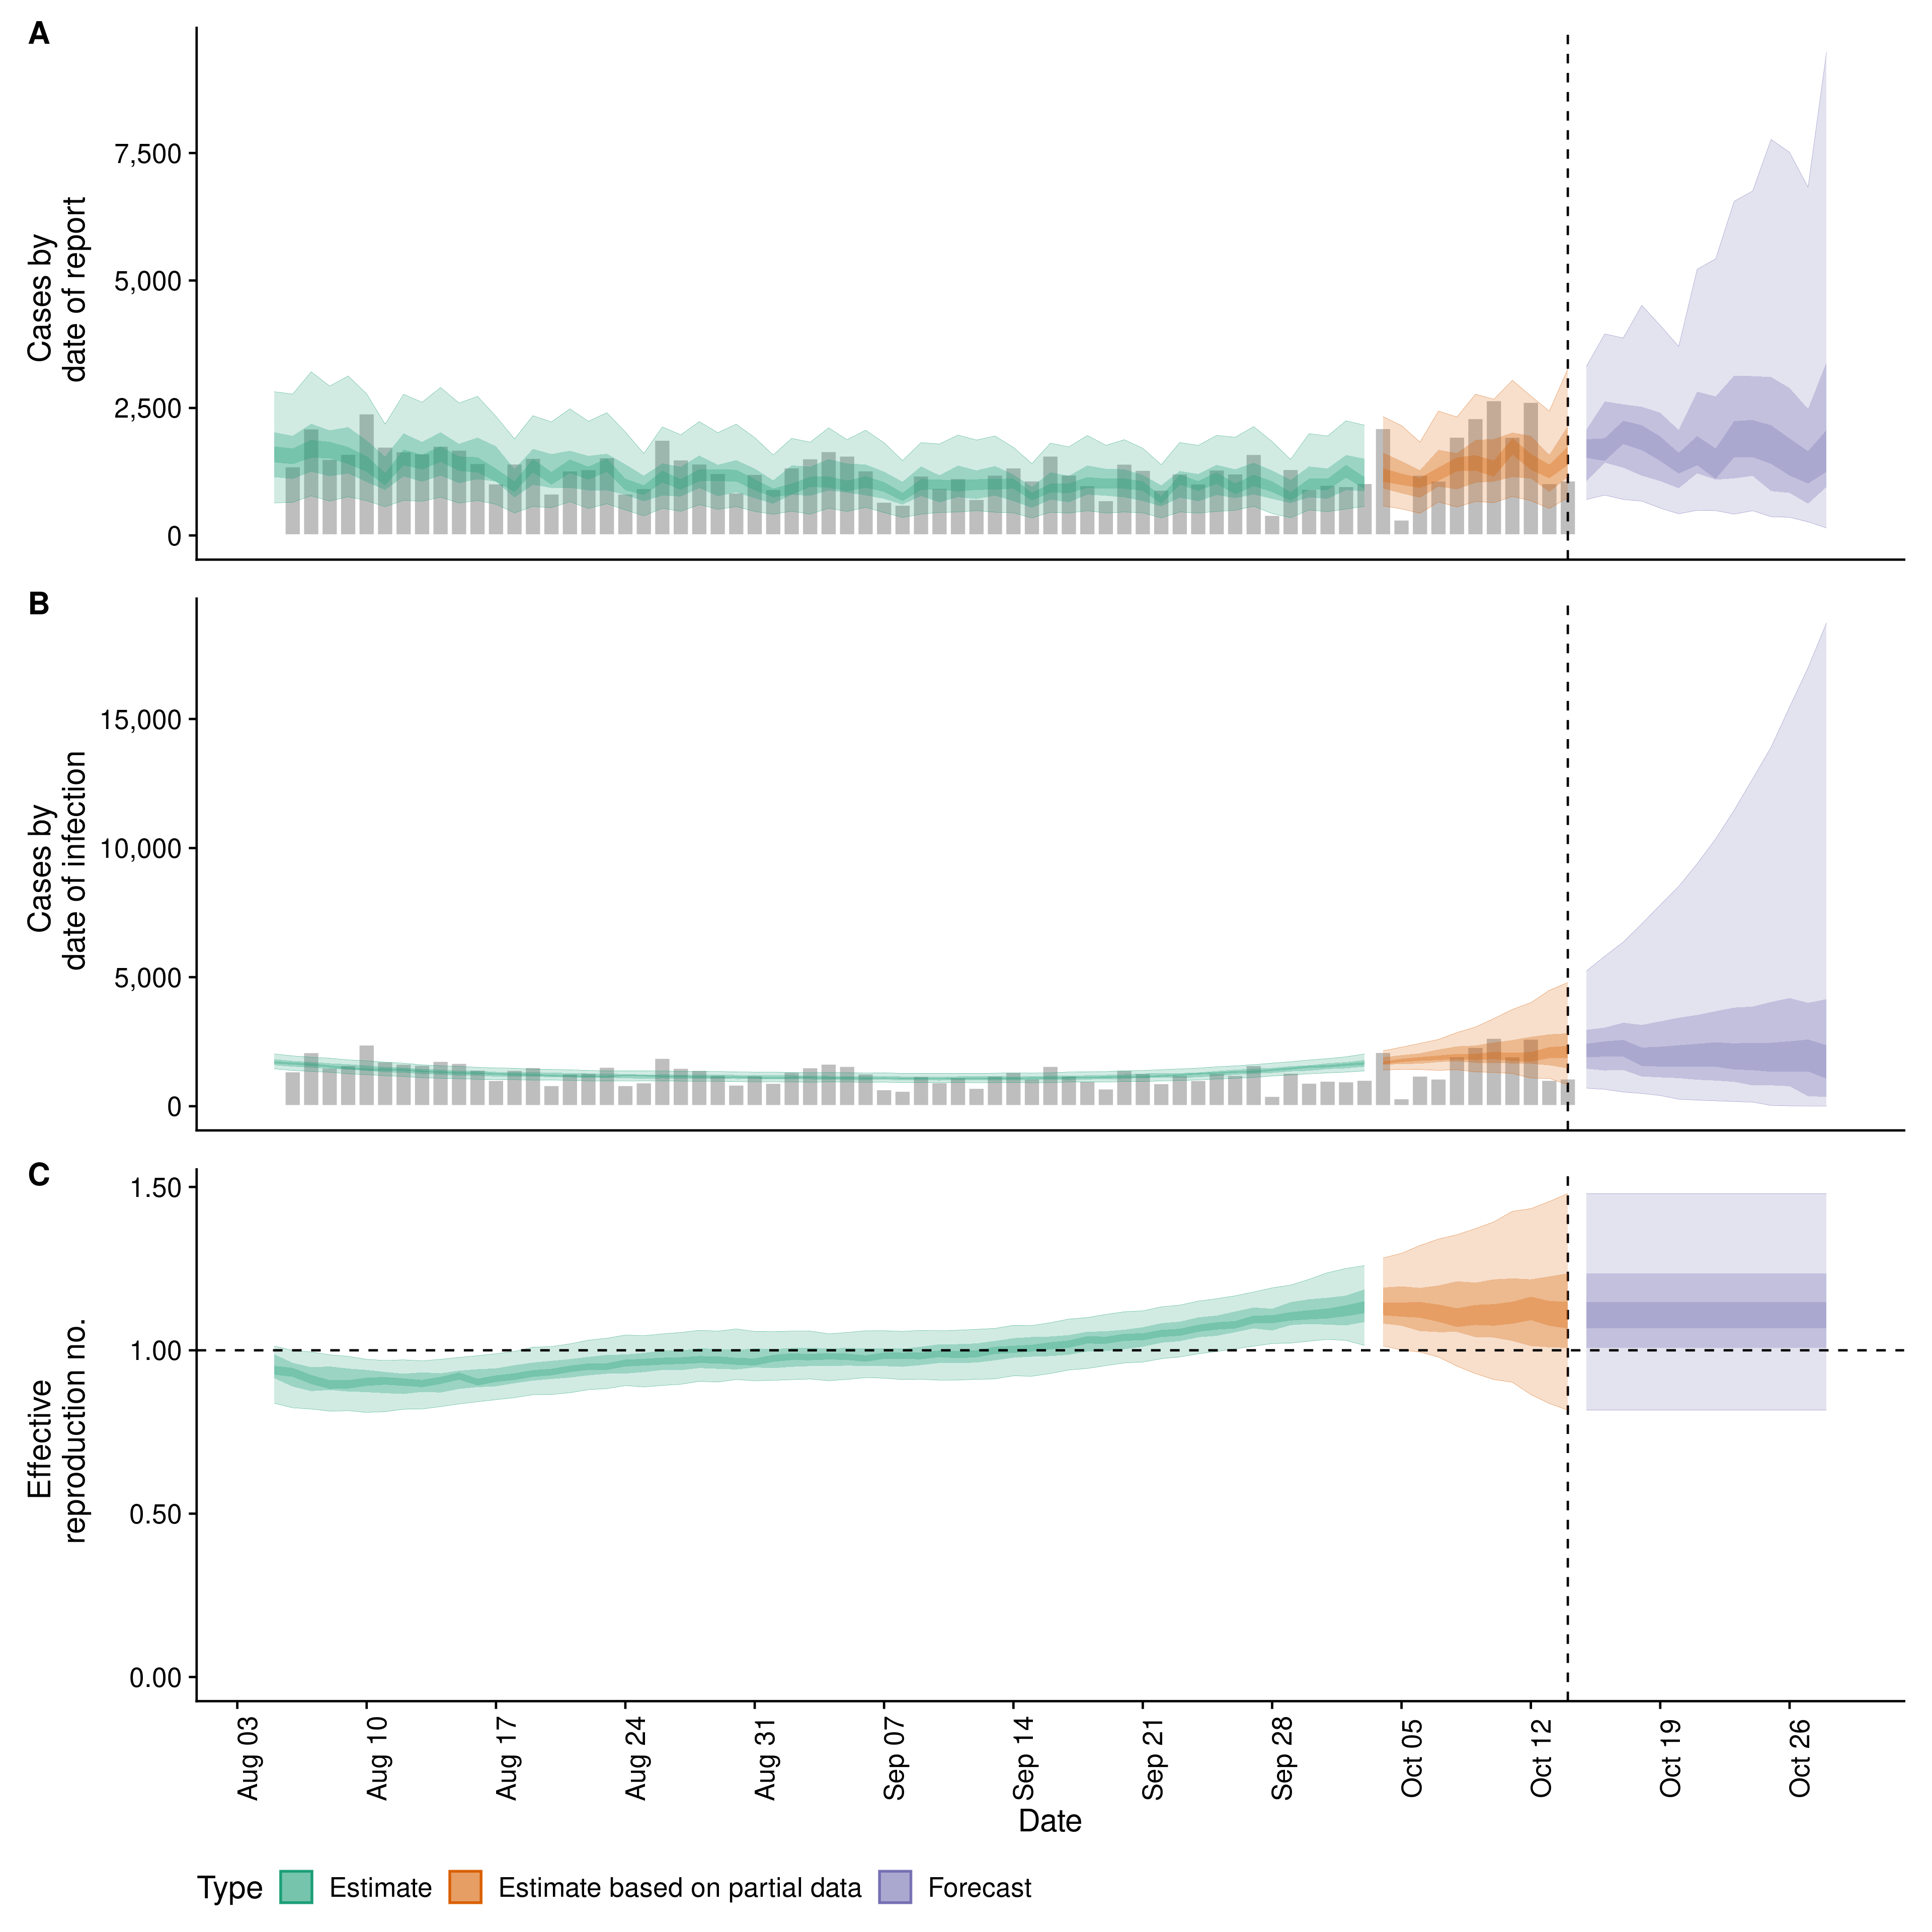 A
Cases by
date of report
7,500
5,000
2,500
0
B
Cases by
date of infection
15,000
10,000
5,000
0
C
Effective
reproduction no.
1.50
1.00
0.50
0.00
Aug 03
Aug 10
Aug 17
Aug 24
Aug 31
Sep 07
Sep 14
Sep 21
Sep 28
Oct 05
Oct 12
Oct 19
Oct 26
Date
Type Estimate Estimate based on partial data Forecast